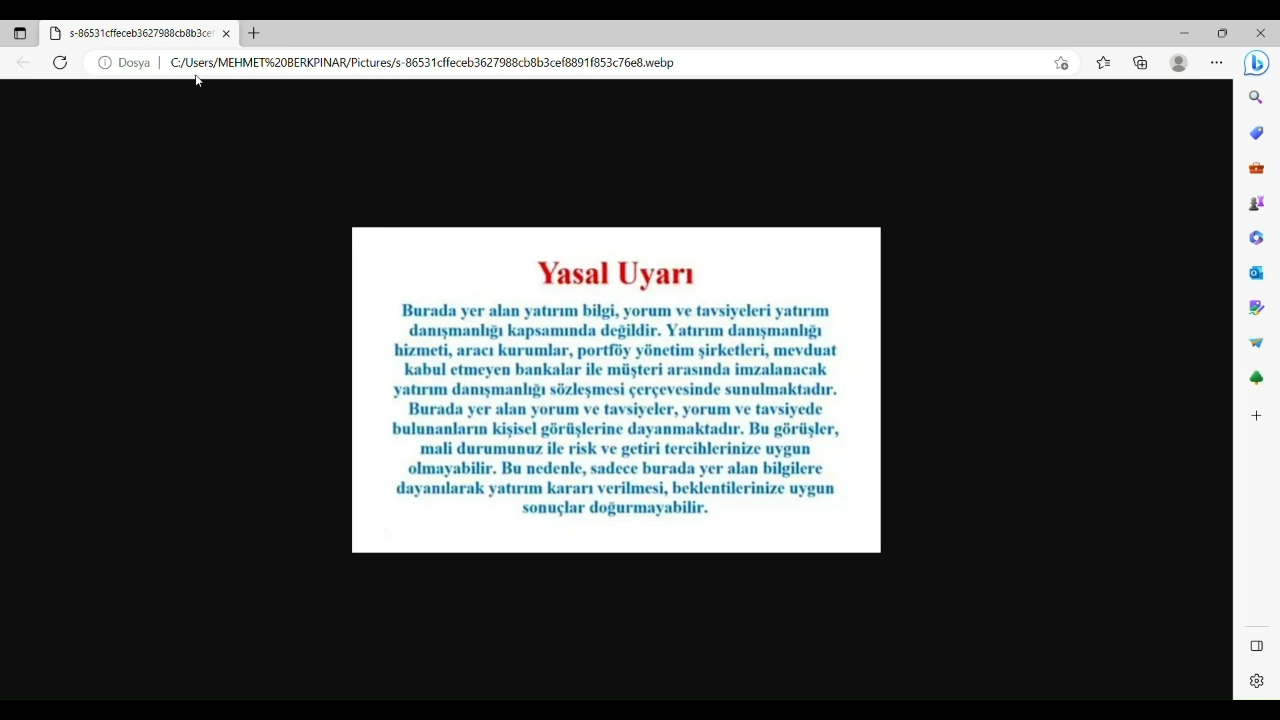 s-86531cffeceb3627988cb8b3cef
Dosya
C:/Users/MEHMET%20BERKPINAR/Pictures/s-86531cffeceb3627988cb8b3cef8891f853c76e8.webp
Yasal Uyarı
Burada yer alan yatırım bilgi, yorum ve tavsiyeleri yatırım
danışmanlığı kapsamında değildir. Yatırım danışmanlığı
hizmeti, aracı kurumlar, portföy yönetim şirketleri, mevduat
kabul etmeyen bankalar ile müşteri arasında imzalanacak
yatırım danışmanlığı sözleşmesi çerçevesinde sunulmaktadır.
Burada yer alan yorum ve tavsiyeler, yorum ve tavsiyede
bulunanların kişisel görüşlerine dayanmaktadır. Bu görüşler,
mali durumunuz ile risk ve getiri tercihlerinize uygun
olmayabilir. Bu nedenle, sadece burada yer alan bilgilere
dayanılarak yatırım kararı verilmesi, beklentilerinize uygun
sonuçlar doğurmayabilir.